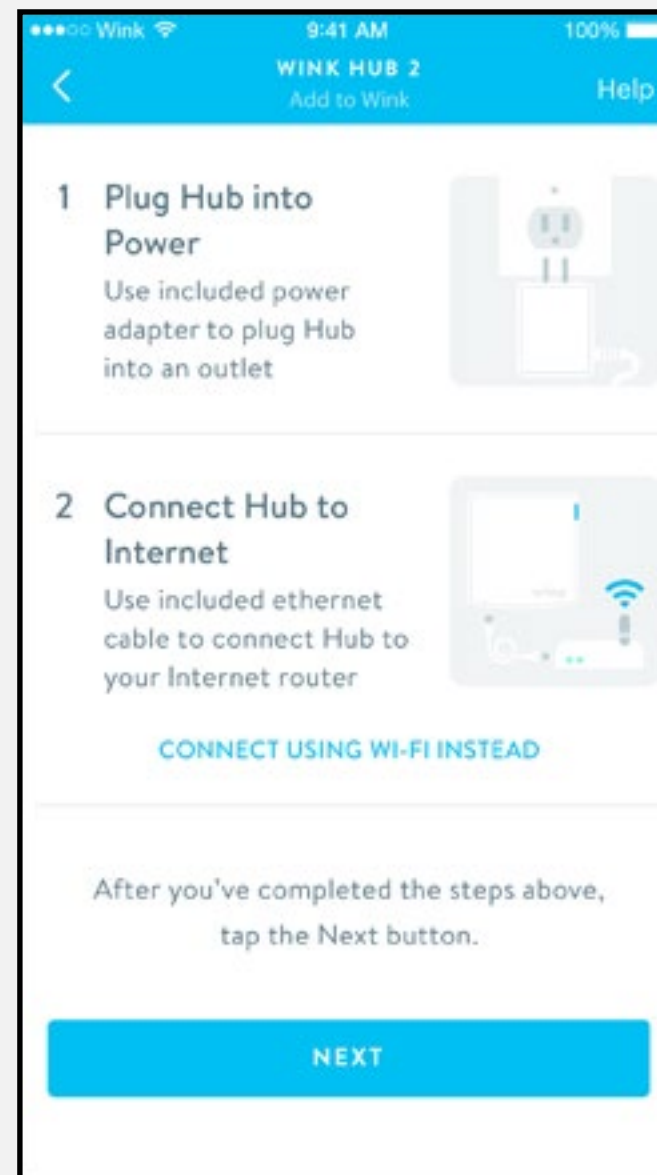 Wink 9:41 AM 100%
WINK HUB 2
Add to Wink
Help
1 Plug Hub into
Power
Use included power
adapter to plug Hub
into an outlet
2 Connect Hub to
Internet
Use included ethernet
cable to connect Hub to
your Internet router
CONNECT USING WI-FI INSTEAD
After you've completed the steps above,
tap the Next button.
NEXT